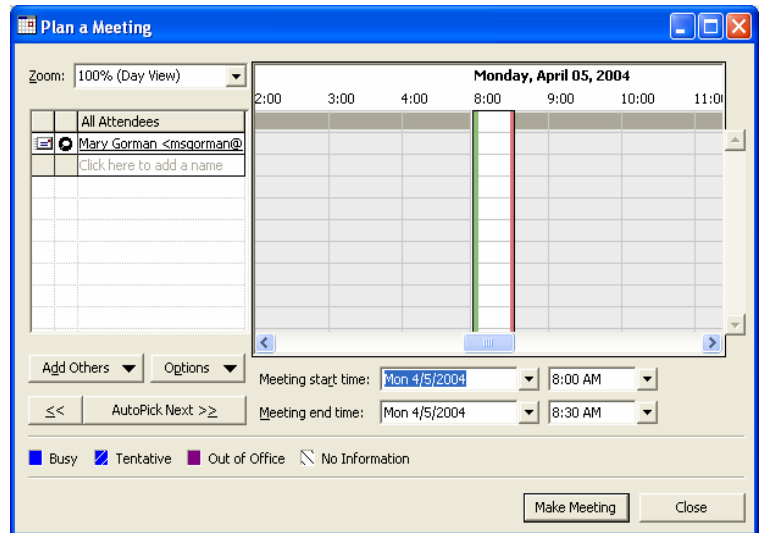 Plan a Meeting
Zoom: 100% (Day View)
Monday, April 05, 2004
2:00 3:00 4:00 8:00 9:00 10:00 11:0
All Attendees
Mary Gorman <msgorman@
Click here to add a name
Add Others Options
Meeting start time: Mon 4/5/2004 8:00 AM
<< AutoPick Next >>
Meeting end time: Mon 4/5/2004 8:30 AM
Busy Tentative Out of Office No Information
Make Meeting Close